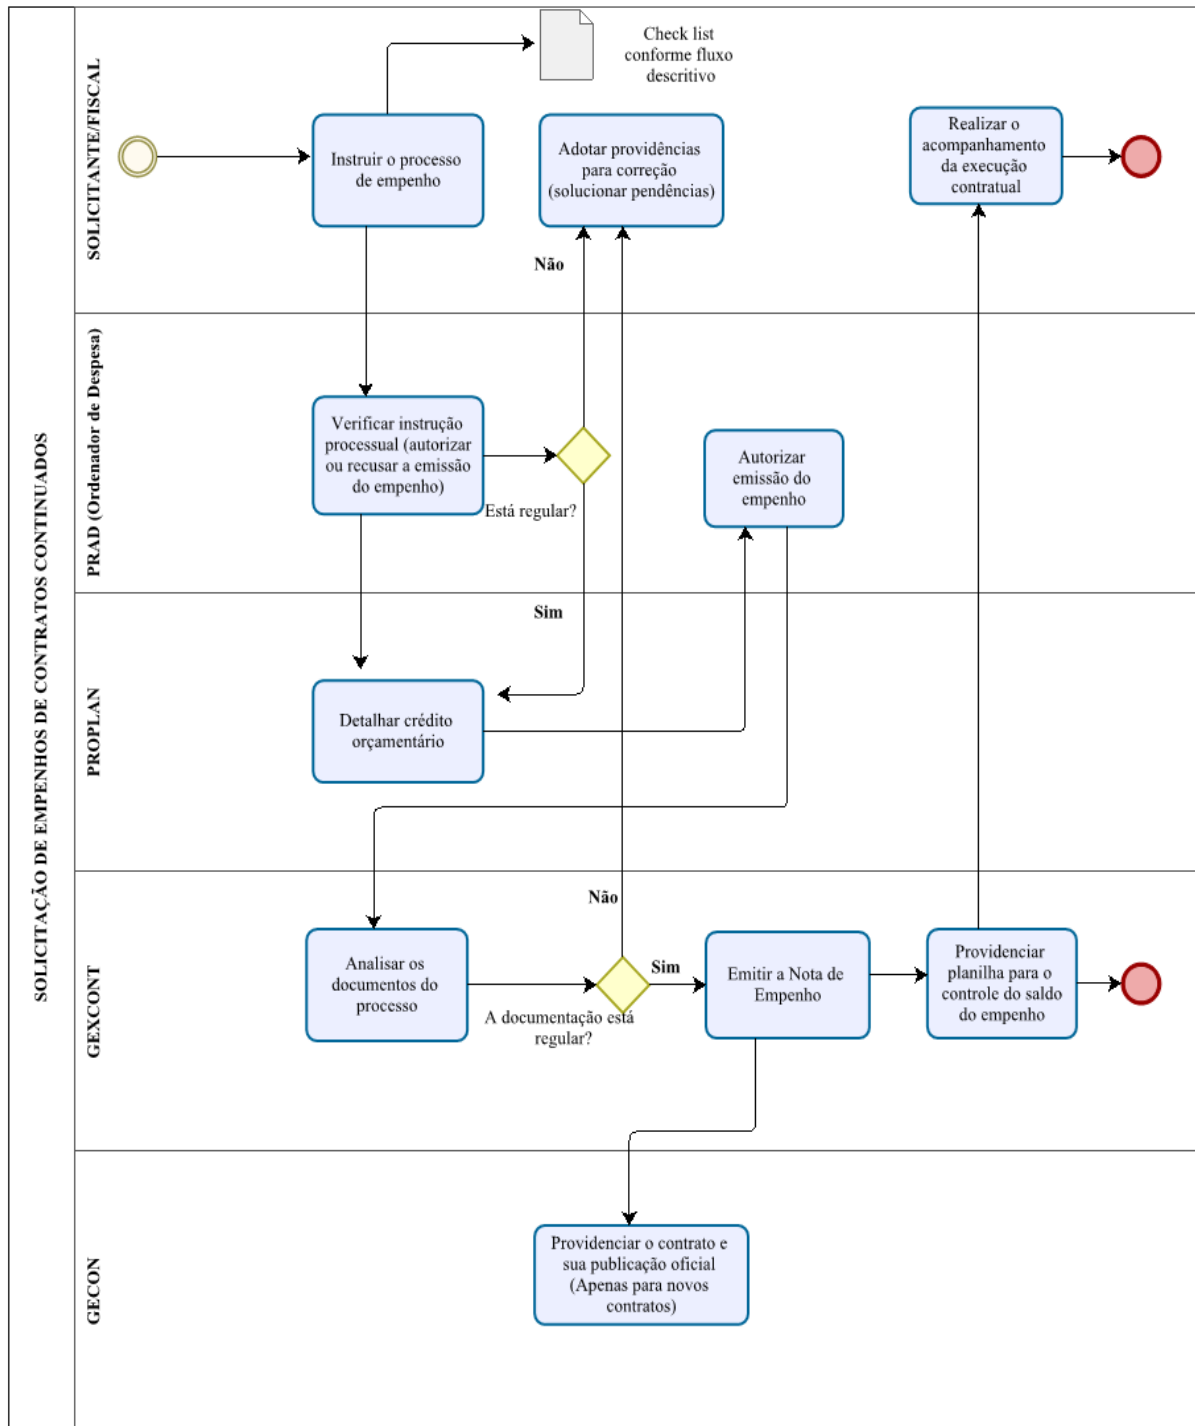 SOLICITAÇÃO DE EMPENHOS DE CONTRATOS CONTINUADOS
SOLICITANTE/FISCAL
Check list
conforme fluxo
descritivo
Instruir o processo
de empenho
Adotar providências
para correção
(solucionar pendências)
Realizar o
acompanhamento
da execução
contratual
Não
PRAD (Ordenador de Despesa)
Verificar instrução
processual (autorizar
ou recusar a emissão
do empenho)
Está regular?
Autorizar
emissão do
empenho
Sim
PROPLAN
Detalhar crédito
orçamentário
GEXCONT
Não
Analisar os
documentos do
processo
A documentação está
regular?
Sim
Emitir a Nota de
Empenho
Providenciar
planilha para o
controle do saldo
do empenho
GECON
Providenciar o contrato e
sua publicação oficial
(Apenas para novos
contratos)